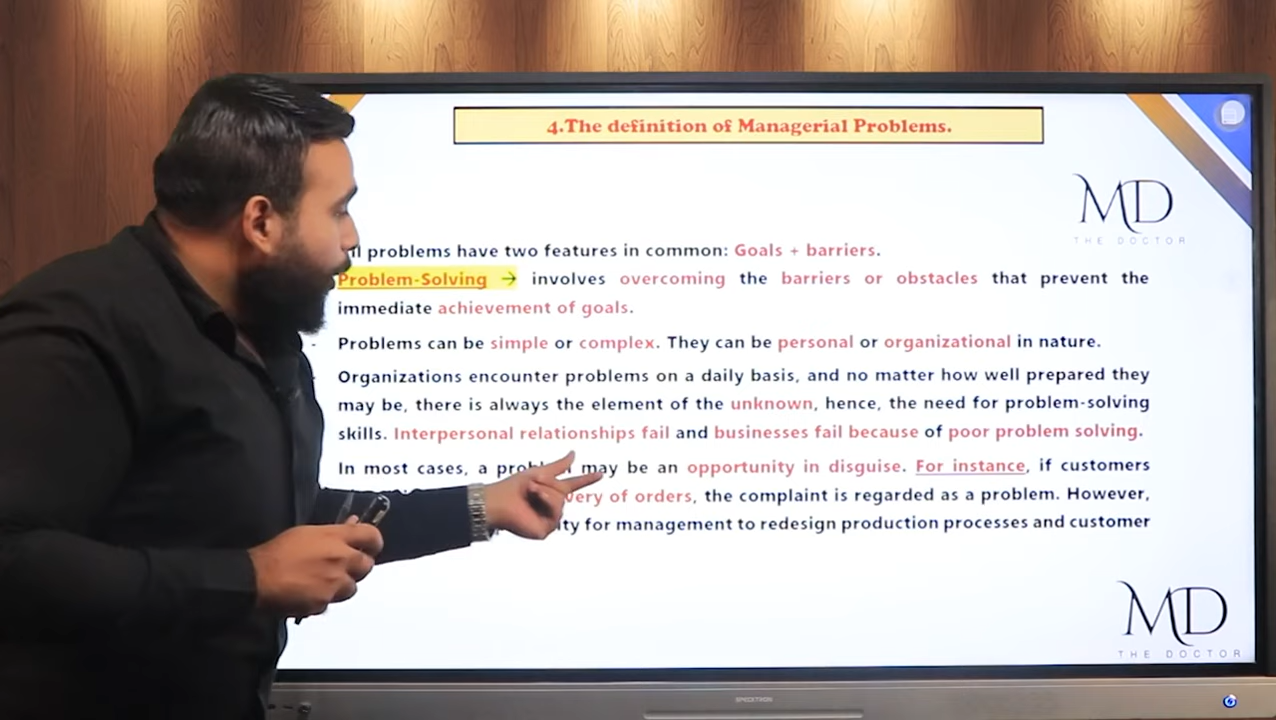 4.The definition of Managerial Problems.
MD
THE DOCTOR
problems have two features in common: Goals + barriers.
Problem-Solving → involves overcoming the barriers or obstacles that prevent the
immediate achievement of goals.
- Problems can be simple or complex. They can be personal or organizational in nature.
- Organizations encounter problems on a daily basis, and no matter how well prepared they
may be, there is always the element of the unknown, hence, the need for problem-solving
skills. Interpersonal relationships fail and businesses fail because of poor problem solving.
In most cases, a may be an opportunity in disguise. For instance, if customers
of orders, the complaint is regarded as a problem. However,
for management to redesign production processes and customer
MD
THE DOCTOR
SPECKTRON